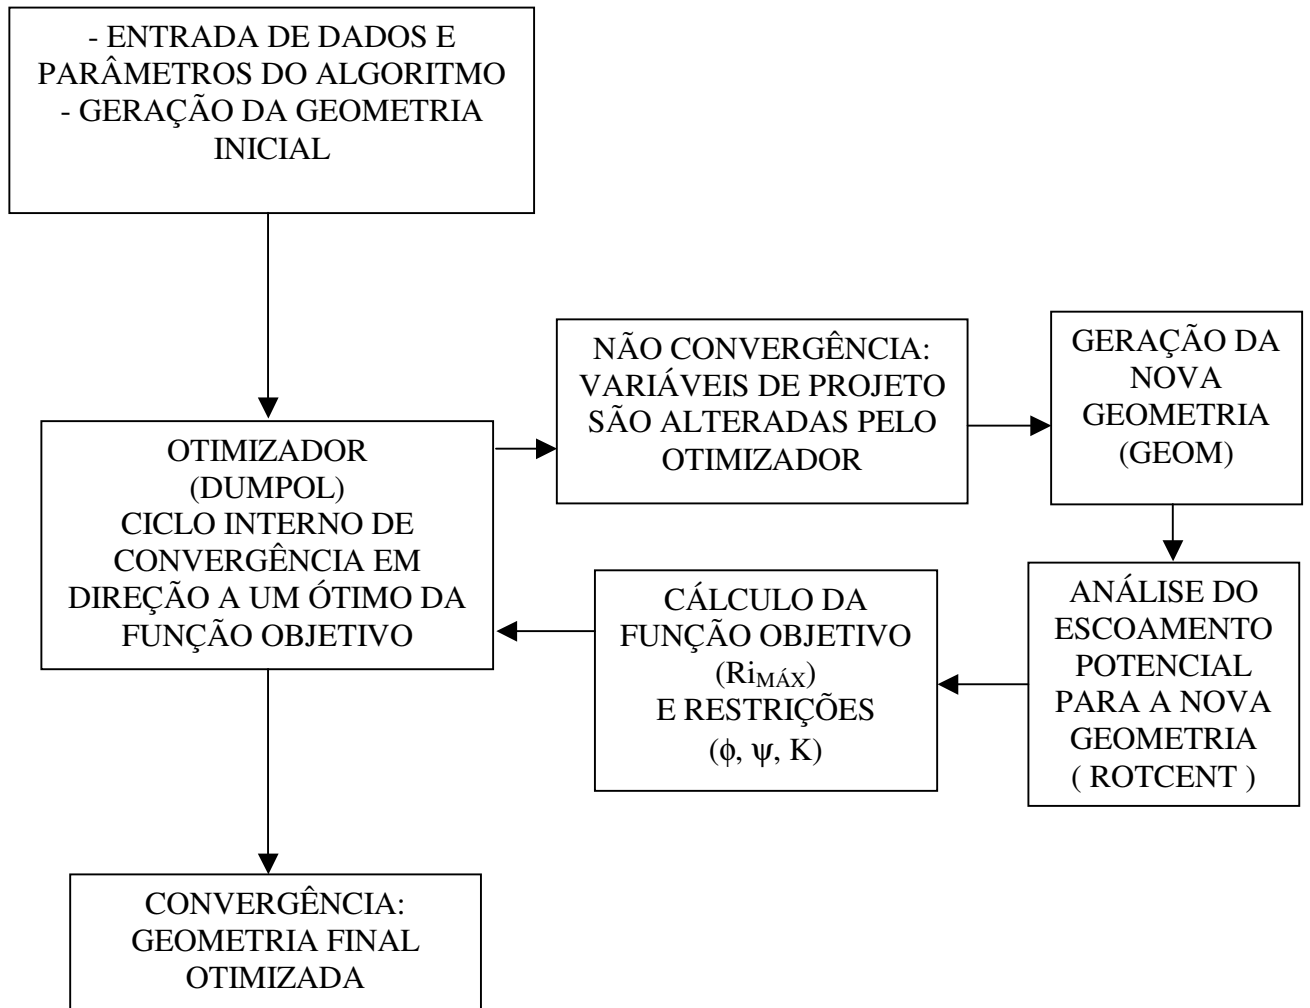 - ENTRADA DE DADOS E
PARÂMETROS DO ALGORITMO
- GERAÇÃO DA GEOMETRIA
INICIAL
OTIMIZADOR
(DUMPOL)
CICLO INTERNO DE
CONVERGÊNCIA EM
DIREÇÃO A UM ÓTIMO DA
FUNÇÃO OBJETIVO
NÃO CONVERGÊNCIA:
VARIÁVEIS DE PROJETO
SÃO ALTERADAS PELO
OTIMIZADOR
GERAÇÃO DA
NOVA
GEOMETRIA
(GEOM)
ANÁLISE DO
ESCOAMENTO
POTENCIAL
PARA A NOVA
GEOMETRIA
( ROTCENT )
CÁLCULO DA
FUNÇÃO OBJETIVO
(Ri_MÁX)
E RESTRIÇÕES
(ϕ, ψ, K)
CONVERGÊNCIA:
GEOMETRIA FINAL
OTIMIZADA